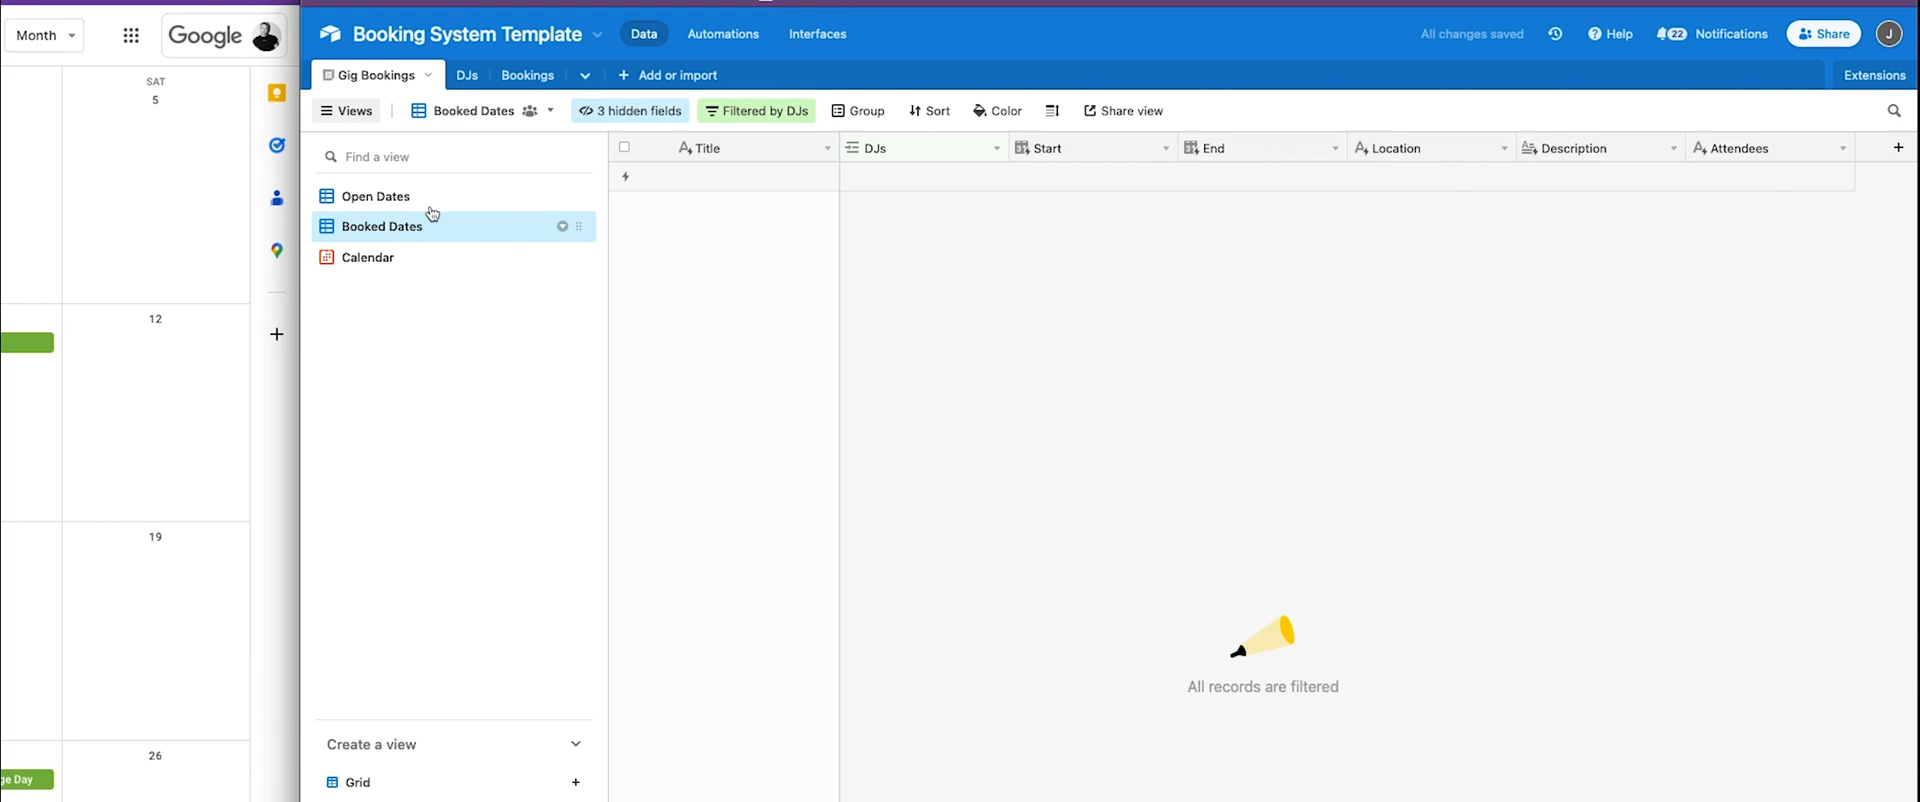 Month
Google
SAT
5
12
19
26
ge Day
Booking System Template
Data
Automations
Interfaces
All changes saved
Help
22
Notifications
Share
J
Gig Bookings
DJs
Bookings
Add or import
Extensions
Views
Booked Dates
3 hidden fields
Filtered by DJs
Group
Sort
Color
Share view
Find a view
Open Dates
Booked Dates
Calendar
Title
DJs
Start
End
Location
Description
Attendees
All records are filtered
Create a view
Grid